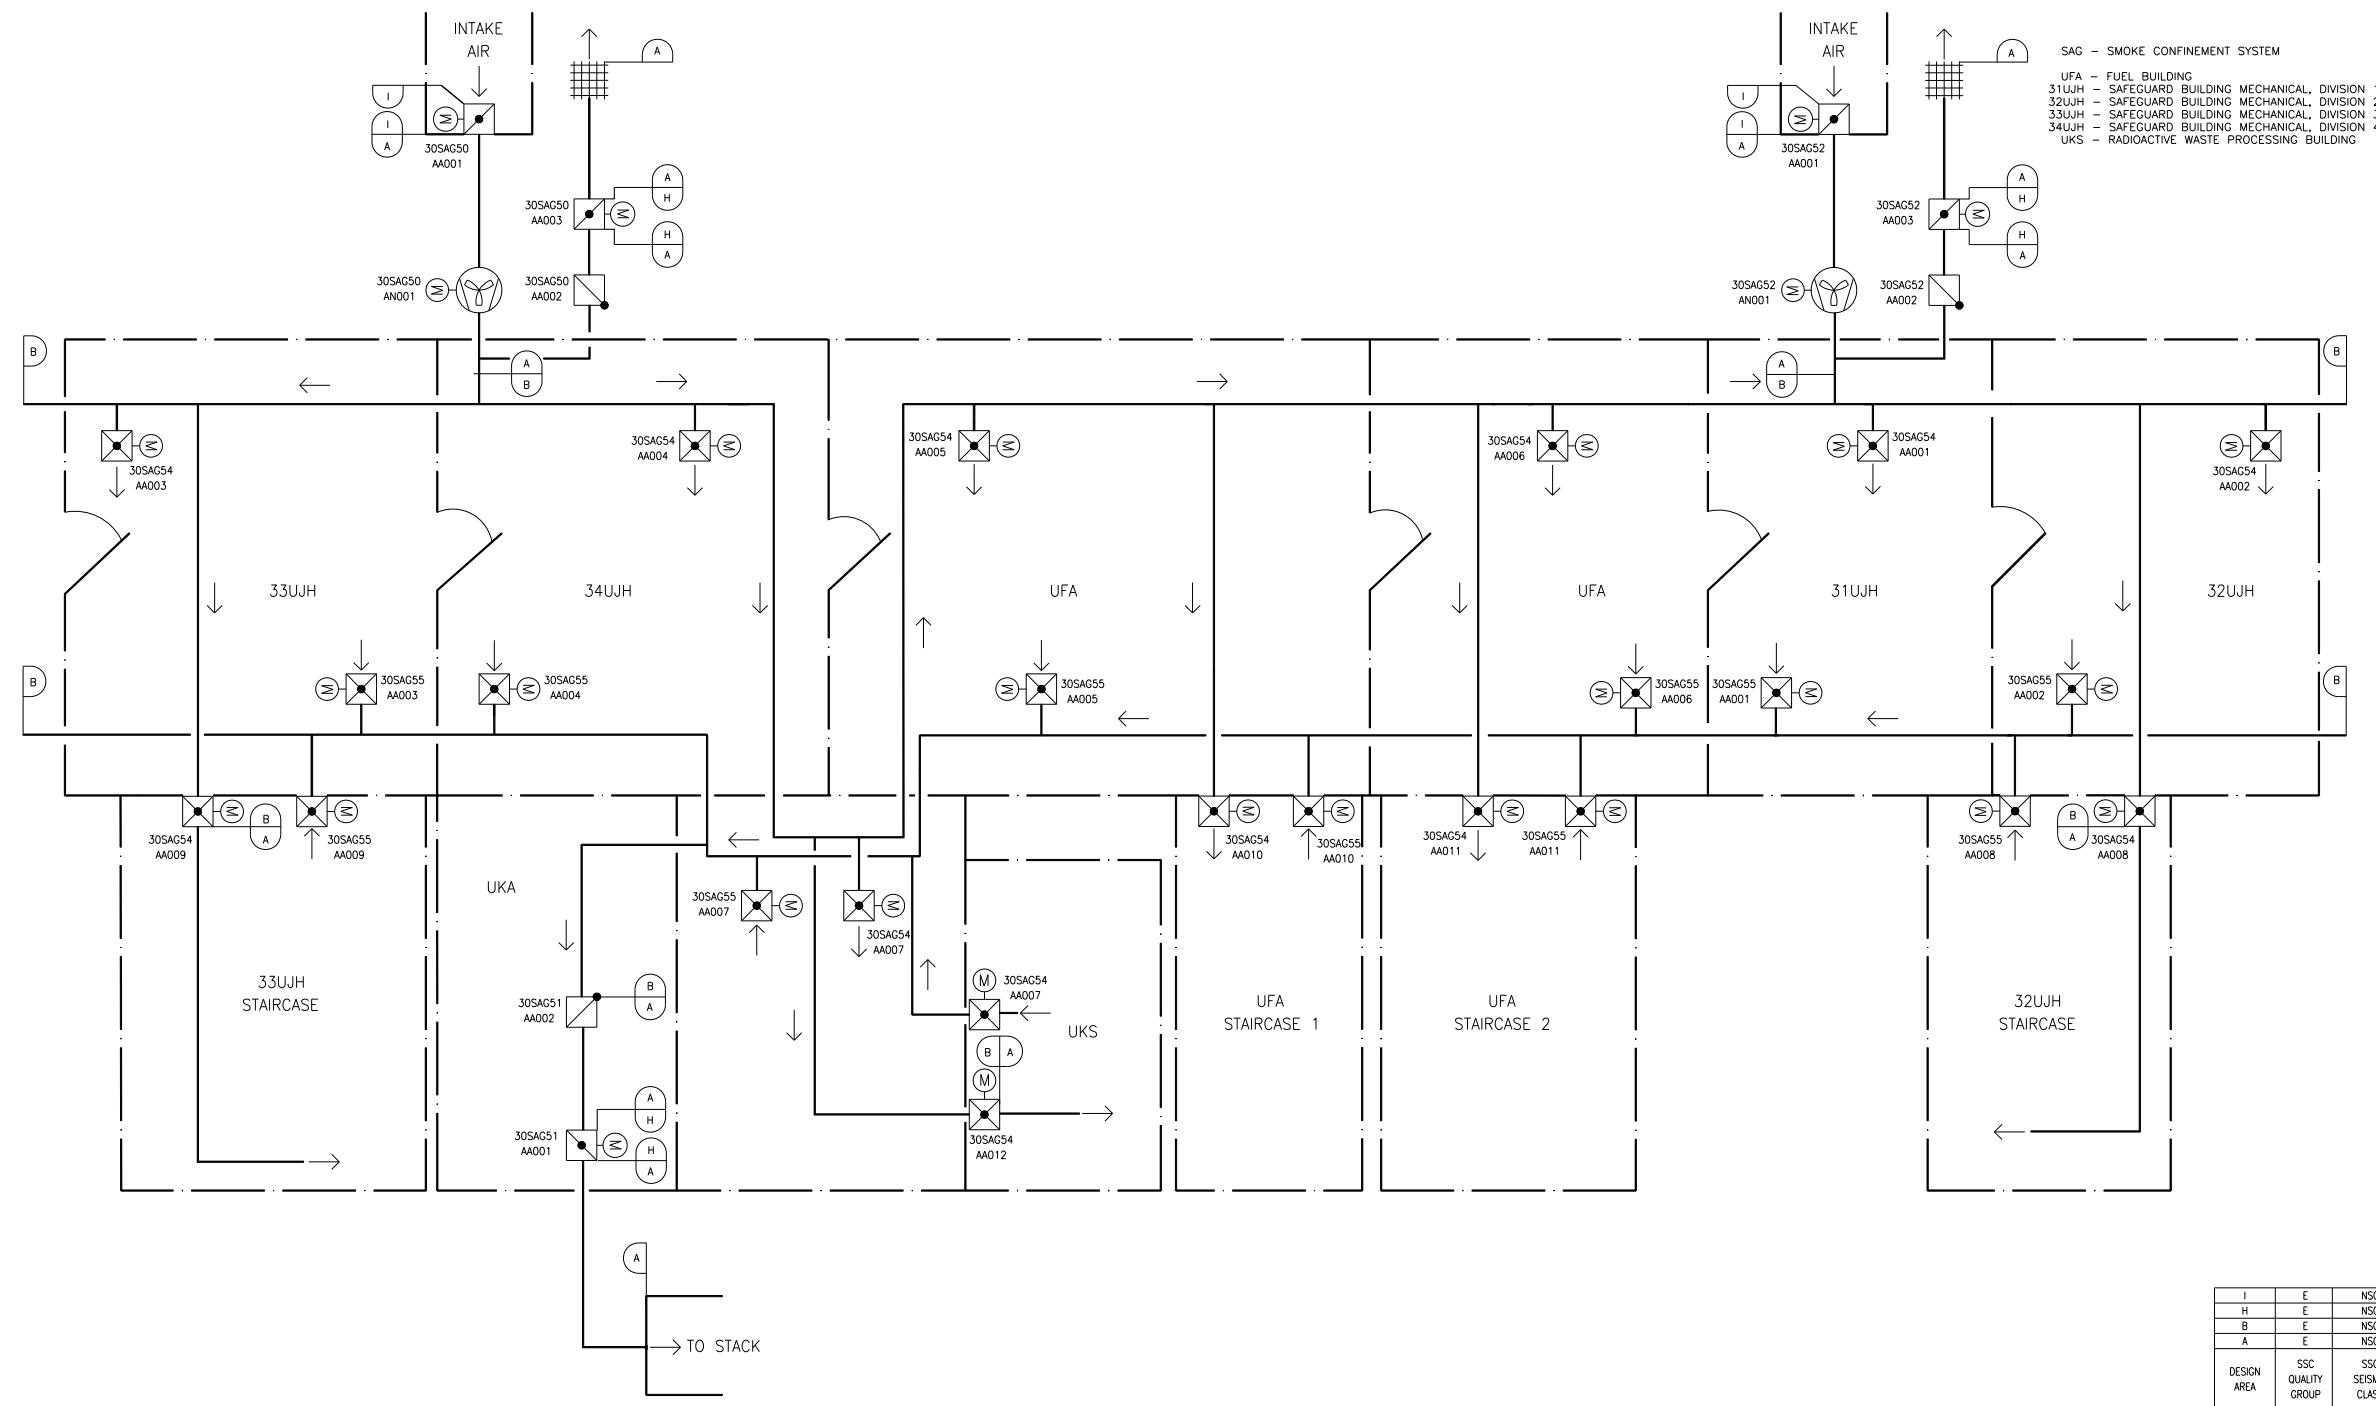 INTAKE
AIR
A
I
I
A
M
30SAG50
AA001
A
H
30SAG50
AA003
M
H
A
30SAG50
AN001
M
30SAG50
AA002
INTAKE
AIR
A
I
I
A
M
30SAG52
AA001
A
H
30SAG52
AA003
M
H
A
30SAG52
AN001
M
30SAG52
AA002
SAG – SMOKE CONFINEMENT SYSTEM
UFA – FUEL BUILDING
31UJH – SAFEGUARD BUILDING MECHANICAL, DIVISION
32UJH – SAFEGUARD BUILDING MECHANICAL, DIVISION
33UJH – SAFEGUARD BUILDING MECHANICAL, DIVISION
34UJH – SAFEGUARD BUILDING MECHANICAL, DIVISION
UKS – RADIOACTIVE WASTE PROCESSING BUILDING
B
A
B
A
B
B
M
30SAG54
AA003
30SAG54
AA004
M
30SAG54
AA005
M
30SAG54
AA006
M
M
30SAG54
AA001
M
30SAG54
AA002
33UJH
34UJH
UFA
UFA
31UJH
32UJH
B
M
30SAG55
AA003
M
30SAG55
AA004
M
30SAG55
AA005
M
30SAG55
AA006
30SAG55
AA001
M
30SAG55
AA002
M
B
M
30SAG54
AA009
B
A
M
30SAG55
AA009
M
30SAG54
AA010
M
30SAG55
AA010
M
30SAG54
AA011
M
30SAG55
AA011
M
30SAG55
AA008
B
A
M
30SAG54
AA008
UKA
30SAG55
AA007
M
M
30SAG54
AA007
33UJH
STAIRCASE
30SAG51
AA002
B
A
M
30SAG54
AA007
UKS
B A
M
30SAG54
AA012
UFA
STAIRCASE 1
UFA
STAIRCASE 2
32UJH
STAIRCASE
30SAG51
AA001
M
A
H
H
A
A
TO STACK
I E
H E
B E
A E
DESIGN
AREA
SSC
QUALITY
GROUP